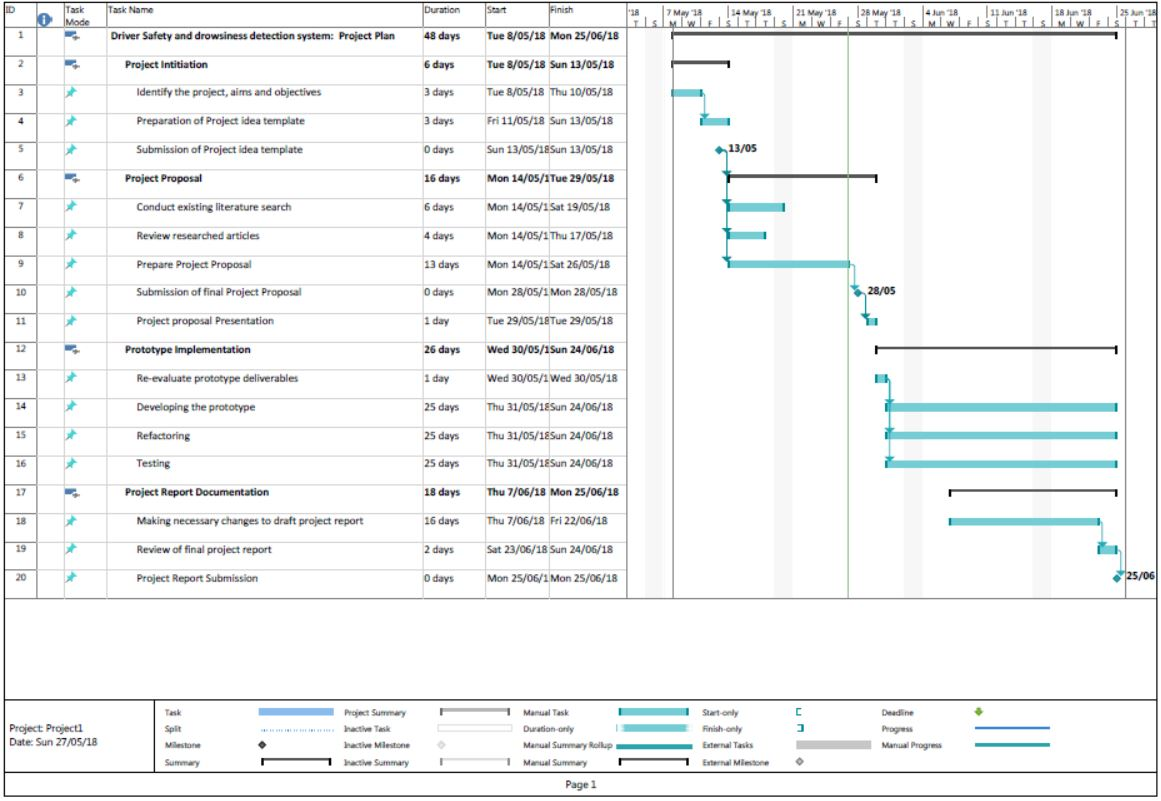 ID Task Mode Task Name Duration Start Finish '18 7 May '18 14 May '18 21 May '18 28 May '18 4 Jun '18 11 Jun '18 18 Jun '18 25 Jun '18
T S M W F S T T S M W F S T T S M W F S T T S M W F S T
1 Driver Safety and drowsiness detection system: Project Plan 48 days Tue 8/05/18 Mon 25/06/18
2 Project Intitiation 6 days Tue 8/05/18 Sun 13/05/18
3 Identify the project, aims and objectives 3 days Tue 8/05/18 Thu 10/05/18
4 Preparation of Project idea template 3 days Fri 11/05/18 Sun 13/05/18
5 Submission of Project idea template 0 days Sun 13/05/18 Sun 13/05/18 13/05
6 Project Proposal 16 days Mon 14/05/1 Tue 29/05/18
7 Conduct existing literature search 6 days Mon 14/05/1 Sat 19/05/18
8 Review researched articles 4 days Mon 14/05/1 Thu 17/05/18
9 Prepare Project Proposal 13 days Mon 14/05/1 Sat 26/05/18
10 Submission of final Project Proposal 0 days Mon 28/05/1 Mon 28/05/18 28/05
11 Project proposal Presentation 1 day Tue 29/05/18 Tue 29/05/18
12 Prototype Implementation 26 days Wed 30/05/1 Sun 24/06/18
13 Re-evaluate prototype deliverables 1 day Wed 30/05/1 Wed 30/05/18
14 Developing the prototype 25 days Thu 31/05/18 Sun 24/06/18
15 Refactoring 25 days Thu 31/05/18 Sun 24/06/18
16 Testing 25 days Thu 31/05/18 Sun 24/06/18
17 Project Report Documentation 18 days Thu 7/06/18 Mon 25/06/18
18 Making necessary changes to draft project report 16 days Thu 7/06/18 Fri 22/06/18
19 Review of final project report 2 days Sat 23/06/18 Sun 24/06/18
20 Project Report Submission 0 days Mon 25/06/1 Mon 25/06/18 25/06
Project: Project1
Date: Sun 27/05/18
Task Project Summary Manual Task Start-only Deadline
Split Inactive Task Duration-only Finish-only Progress
Milestone Inactive Milestone Manual Summary Rollup External Tasks Manual Progress
Summary Inactive Summary Manual Summary External Milestone
Page 1